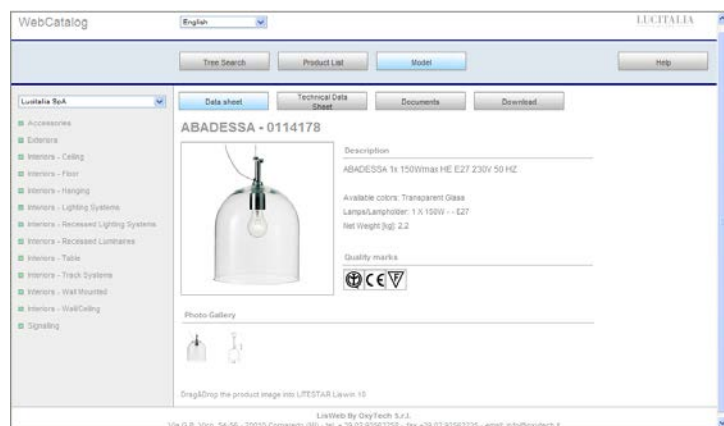 WebCatalog
English
LUCITALIA
Tree Search
Product List
Model
Help
Lucitalia SpA
Data sheet
Technical Data
Sheet
Documents
Download
Accessories
Exteriors
Interiors - Ceiling
Interiors - Floor
Interiors - Hanging
Interiors - Lighting Systems
Interiors - Recessed Lighting Systems
Interiors - Recessed Luminaires
Interiors - Table
Interiors - Track Systems
Interiors - Wall Mounted
Interiors - Wall/Ceiling
Signalling
ABADESSA - 0114178
Description
ABADESSA 1x 150Wmax HE E27 230V 50 HZ
Available colors: Transparent Glass
Lamps/Lampholder: 1 X 150W - - E27
Net Weight [kg]: 2,2
Quality marks
CE
F
Photo Gallery
Drag&Drop the product image into LITESTAR Liswin 10
LisWeb By OxyTech S.r.l.